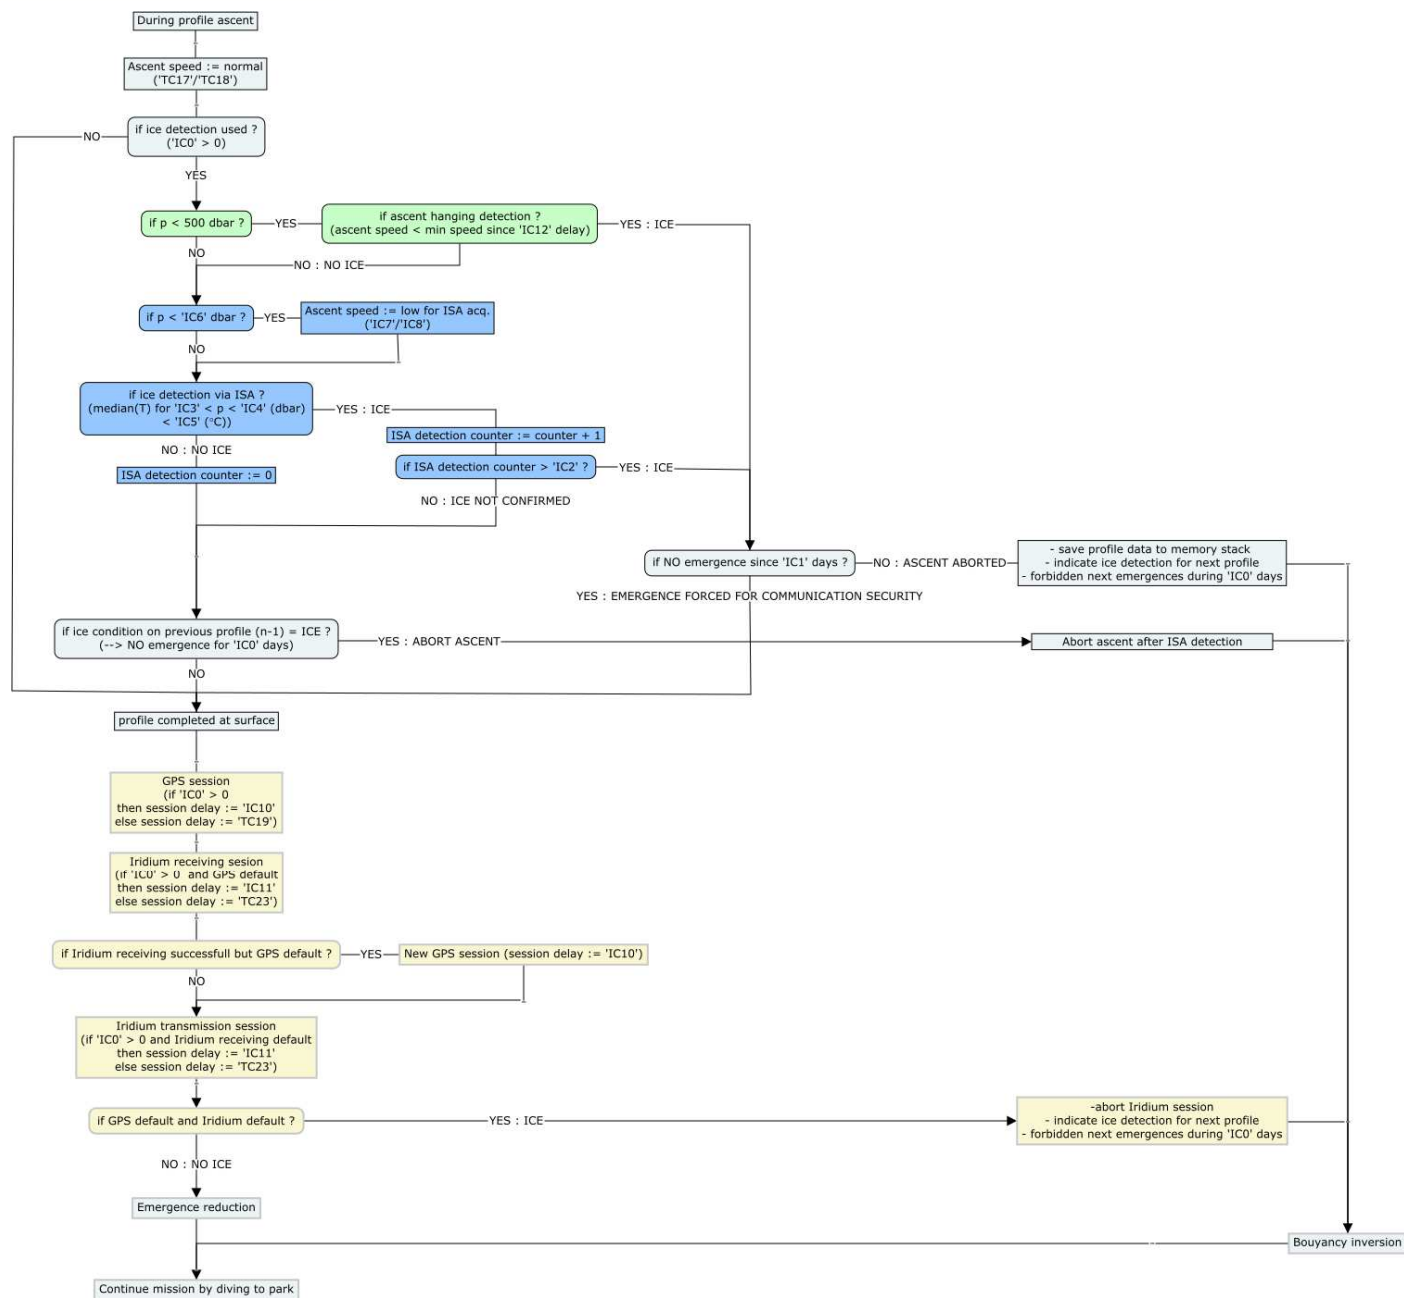 During profile ascent
Ascent speed := normal
('TC17'/'TC18')
if ice detection used ?
('IC0' > 0)
NO
YES
if p < 500 dbar ?
YES
if ascent hanging detection ?
(ascent speed < min speed since 'IC12' delay)
YES : ICE
NO
NO : NO ICE
if p < 'IC6' dbar ?
YES
Ascent speed := low for ISA acq.
('IC7'/'IC8')
NO
if ice detection via ISA ?
(median(T) for 'IC3' < p < 'IC4' (dbar)
< 'IC5' (°C))
YES : ICE
ISA detection counter := counter + 1
NO : NO ICE
ISA detection counter := 0
if ISA detection counter > 'IC2' ?
YES : ICE
NO : ICE NOT CONFIRMED
if NO emergence since 'IC1' days ?
NO : ASCENT ABORTED
- save profile data to memory stack
- indicate ice detection for next profile
- forbidden next emergences during 'IC0' days
YES : EMERGENCE FORCED FOR COMMUNICATION SECURITY
if ice condition on previous profile (n-1) = ICE ?
(--> NO emergence for 'IC0' days)
YES : ABORT ASCENT
Abort ascent after ISA detection
NO
profile completed at surface
GPS session
(if 'IC0' > 0
then session delay := 'IC10'
else session delay := 'TC19')
Iridium receiving sesion
(if 'IC0' > 0 and GPS default
then session delay := 'IC11'
else session delay := 'TC23')
if Iridium receiving successfull but GPS default ?
YES
New GPS session (session delay := 'IC10')
NO
Iridium transmission session
(if 'IC0' > 0 and Iridium receiving default
then session delay := 'IC11'
else session delay := 'TC23')
if GPS default and Iridium default ?
YES : ICE
-abort Iridium session
- indicate ice detection for next profile
- forbidden next emergences during 'IC0' days
NO : NO ICE
Emergence reduction
Bouyancy inversion
Continue mission by diving to park